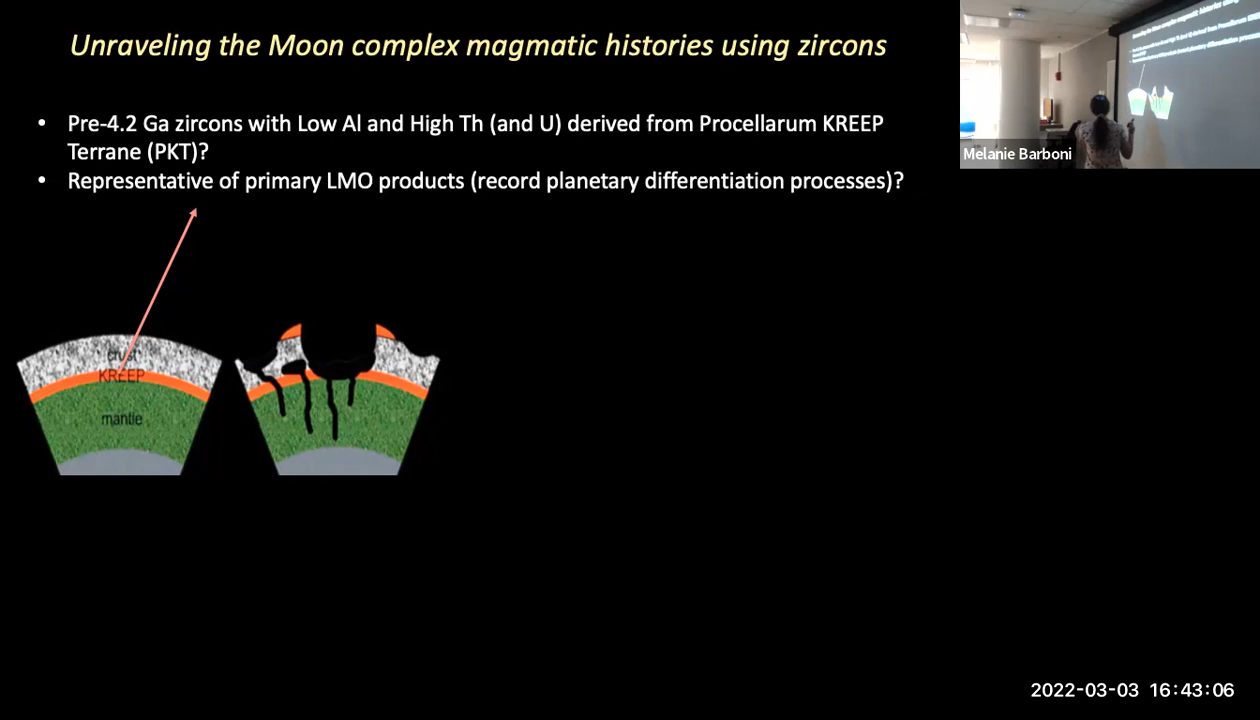 Unraveling the Moon complex magmatic histories using zircons
• Pre-4.2 Ga zircons with Low Al and High Th (and U) derived from Procellarum KREEP
Terrane (PKT)?
• Representative of primary LMO products (record planetary differentiation processes)?
crust
KREEP
mantle
Melanie Barboni
2022-03-03 16:43:06